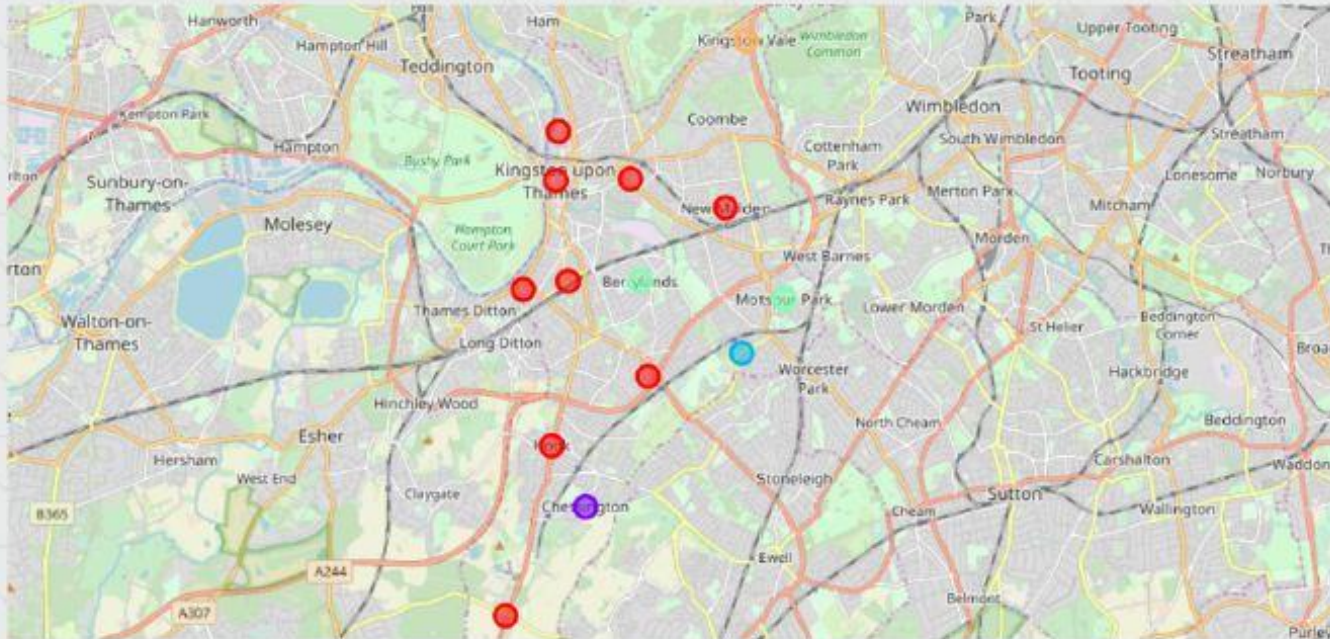 Hanworth
Hampton Hill
Ham
Teddington
Kingston Vale
Wimbledon
Common
Park
Upper Tooting
Streatham
Tooting
Kempton Park
Coombe
Wimbledon
South Wimbledon
Streatham
Hampton
Bushy Park
Cottenham
Park
Sunbury-on-
Thames
Kingston upon
Thames
Lonesome
Norbury
Merton Park
Mitcham
Raynes Park
New Malden
Molesey
Hampton
Court Park
Morden
West Barnes
Berrylands
Motspur Park
Lower Morden
Thames Ditton
Walton-on-
Thames
St Helier
Beddington
Corner
Long Ditton
Worcester
Park
Hackbridge
Hinchley Wood
Esher
North Cheam
Beddington
Hersham
Carshalton
Waddon
West End
Claygate
Stoneleigh
Sutton
Chessington
Cheam
Wallington
B365
Ewell
A244
Belmont
A307